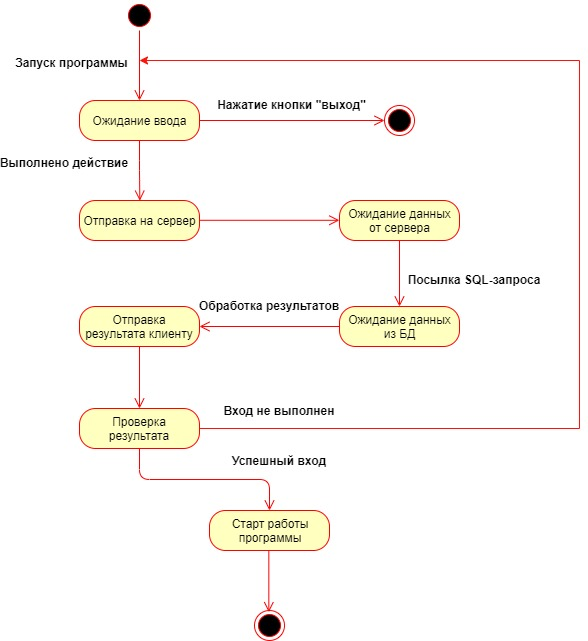 Запуск программы
Ожидание ввода
Нажатие кнопки "выход"
Выполнено действие
Отправка на сервер
Ожидание данных
от сервера
Посылка SQL-запроса
Обработка результатов
Отправка
результата клиенту
Ожидание данных
из БД
Проверка
результата
Вход не выполнен
Успешный вход
Старт работы
программы